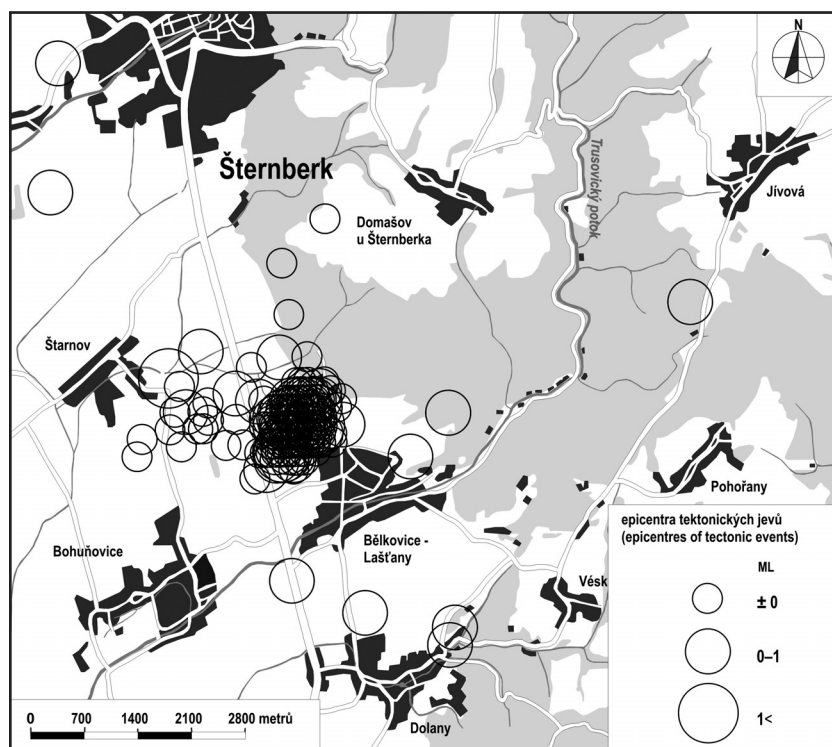 N
Šternberk
Trusovický potok
Jívová
Domašov
u Šternberka
Štarnov
Pohořany
Bohuňovice
Bělkovice -
Lašťany
Vésk
Dolany
epicentra tektonických jevů
(epicentres of tectonic events)
ML
± 0
0–1
1<
0 700 1400 2100 2800 metrů